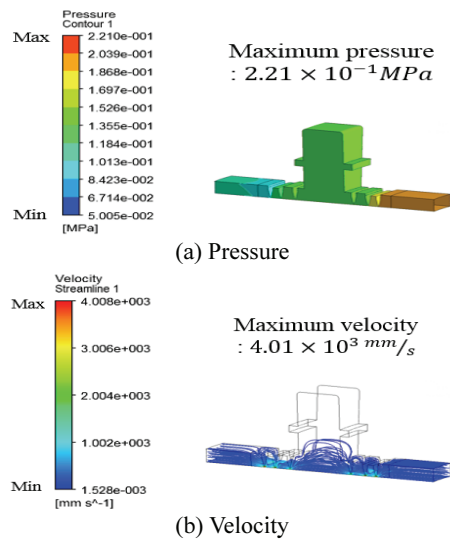 Pressure
Contour 1
Max
2.210e-001
2.039e-001
1.868e-001
1.697e-001
1.526e-001
1.355e-001
1.184e-001
1.013e-001
8.423e-002
6.714e-002
5.005e-002
Min
[MPa]
Maximum pressure
: 2.21 × 10⁻¹MPa
(a) Pressure
Velocity
Streamline 1
Max
4.008e+003
3.006e+003
2.004e+003
1.002e+003
1.528e-003
Min
[mm s^-1]
Maximum velocity
: 4.01 × 10³ mm/s
(b) Velocity